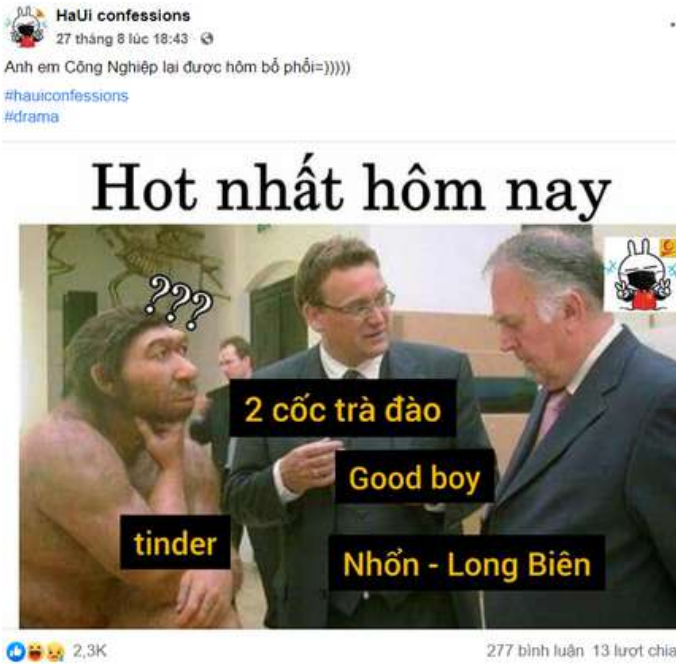 HaUi confessions
27 tháng 8 lúc 18:43
Anh em Công Nghiệp lại được hôm bổ phổi=)))))
#hauiconfessions
#drama
Hot nhất hôm nay
???
2 cốc trà đào
Good boy
tinder
Nhổn - Long Biên
2,3K
277 bình luận 13 lượt chia